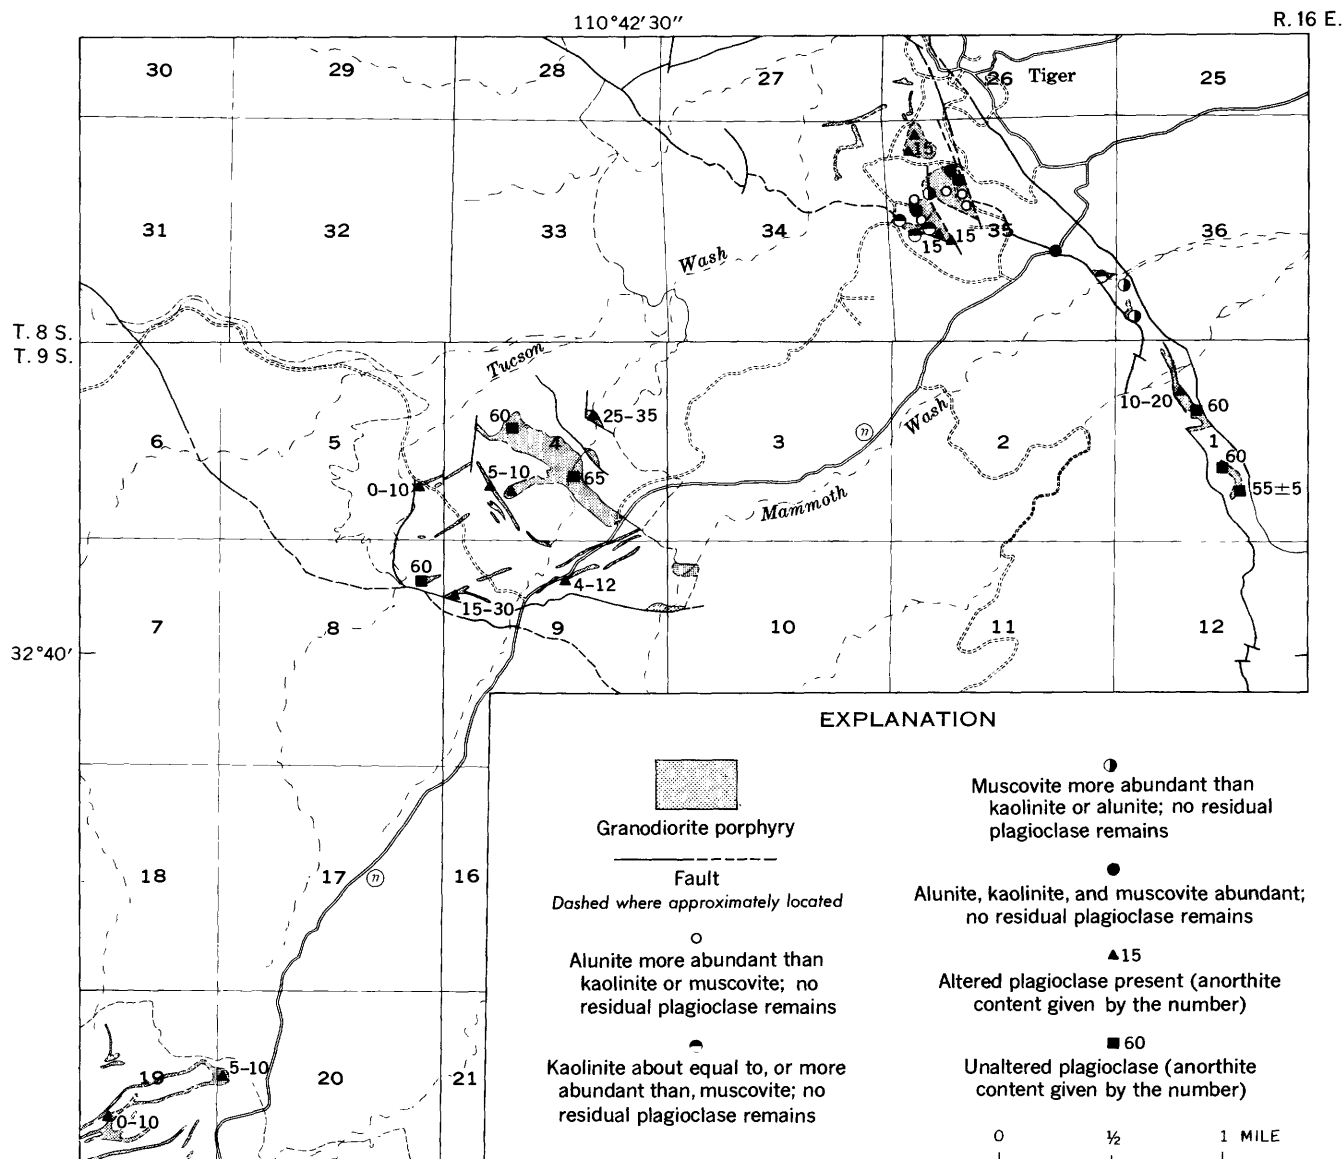 110°42′30″
R. 16 E.
30
29
28
27
26
Tiger
25
15
31
32
33
34
35
36
15
15
Wash
T. 8 S.
T. 9 S.
Tucson
60
25–35
10–20
60
6
5
4
3
n
Wash
2
1
60
0–10
5–10
65
Mammoth
55±5
60
15–30
4–12
7
8
9
10
11
12
32°40′
18
17
n
16
19
5–10
20
21
0–10
EXPLANATION
Granodiorite porphyry
Fault
Dashed where approximately located
Alunite more abundant than
kaolinite or muscovite; no
residual plagioclase remains
Kaolinite about equal to, or more
abundant than, muscovite; no
residual plagioclase remains
Muscovite more abundant than
kaolinite or alunite; no residual
plagioclase remains
Alunite, kaolinite, and muscovite abundant;
no residual plagioclase remains
15
Altered plagioclase present (anorthite
content given by the number)
60
Unaltered plagioclase (anorthite
content given by the number)
0 ½ 1 MILE